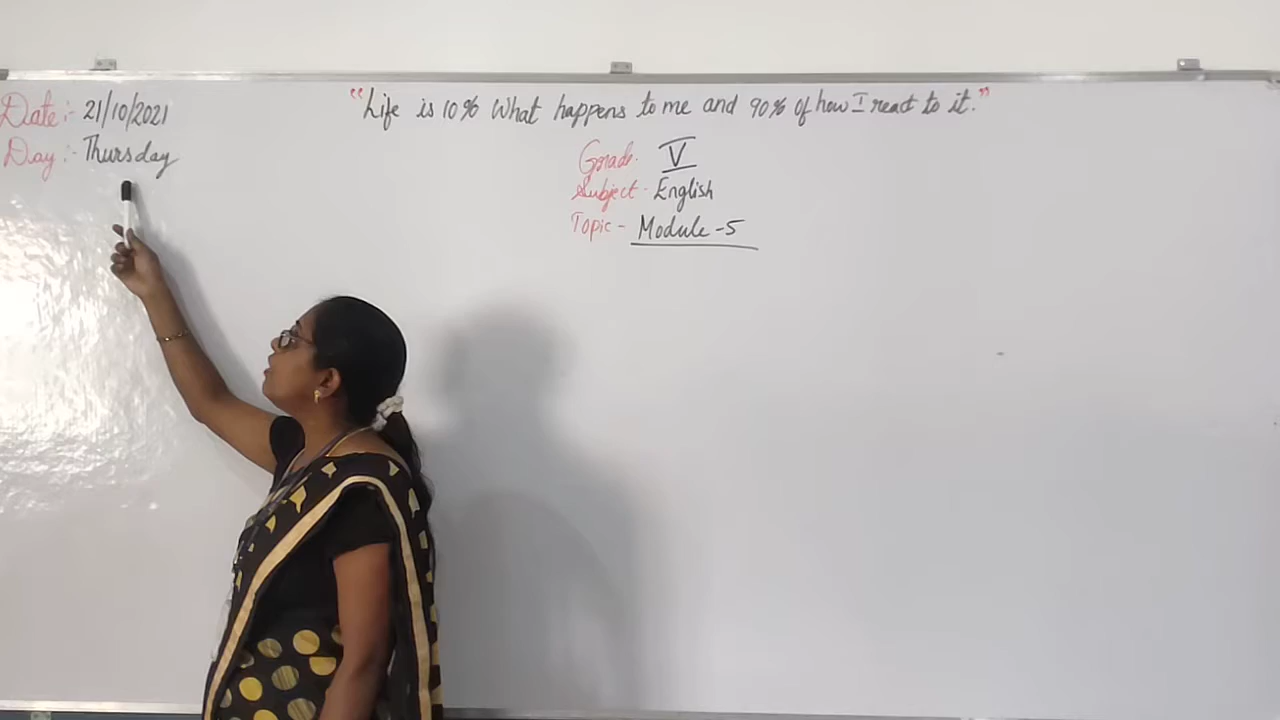 Date :- 21/10/2021
Day :- Thursday
"Life is 10% What happens to me and 90% of how I react to it."
Grade - V
Subject - English
Topic - Module -5